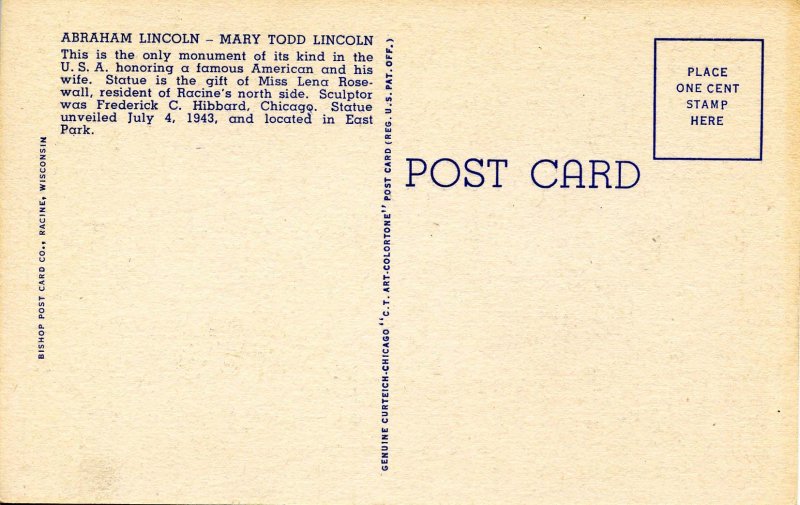 ABRAHAM LINCOLN – MARY TODD LINCOLN
This is the only monument of its kind in the
U. S. A. honoring a famous American and his
wife. Statue is the gift of Miss Lena Rose-
wall, resident of Racine's north side. Sculptor
was Frederick C. Hibbard, Chicago. Statue
unveiled July 4, 1943, and located in East
Park.
BISHOP POST CARD CO., RACINE, WISCONSIN
GENUINE CURTEICH-CHICAGO "C.T. ART-COLORTONE" POST CARD (REG. U.S. PAT. OFF.)
POST CARD
PLACE
ONE CENT
STAMP
HERE